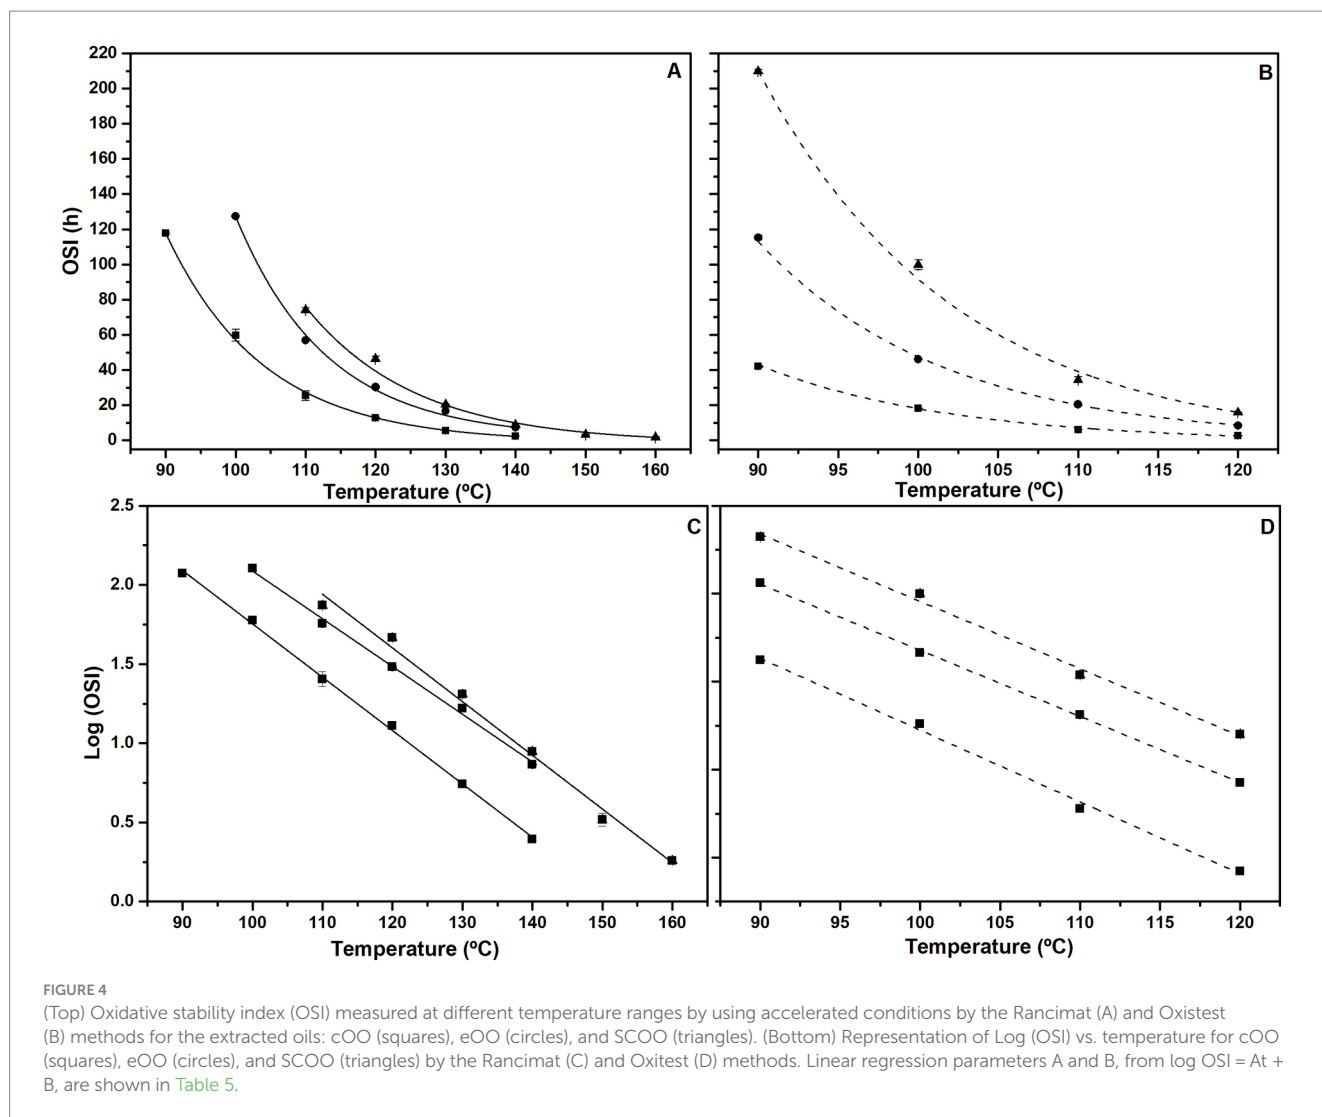 220
200
180
160
140
120
100
80
60
40
20
0
OSI (h)
A
90 100 110 120 130 140 150 160
Temperature (ºC)
B
90 95 100 105 110 115 120
Temperature (ºC)
2.5
2.0
1.5
1.0
0.5
0.0
Log (OSI)
C
90 100 110 120 130 140 150 160
Temperature (ºC)
D
90 95 100 105 110 115 120
Temperature (ºC)
FIGURE 4
(Top) Oxidative stability index (OSI) measured at different temperature ranges by using accelerated conditions by the Rancimat (A) and Oxistest
(B) methods for the extracted oils: cOO (squares), eOO (circles), and SCOO (triangles). (Bottom) Representation of Log (OSI) vs. temperature for cOO
(squares), eOO (circles), and SCOO (triangles) by the Rancimat (C) and Oxitest (D) methods. Linear regression parameters A and B, from log OSI = At +
B, are shown in Table 5.